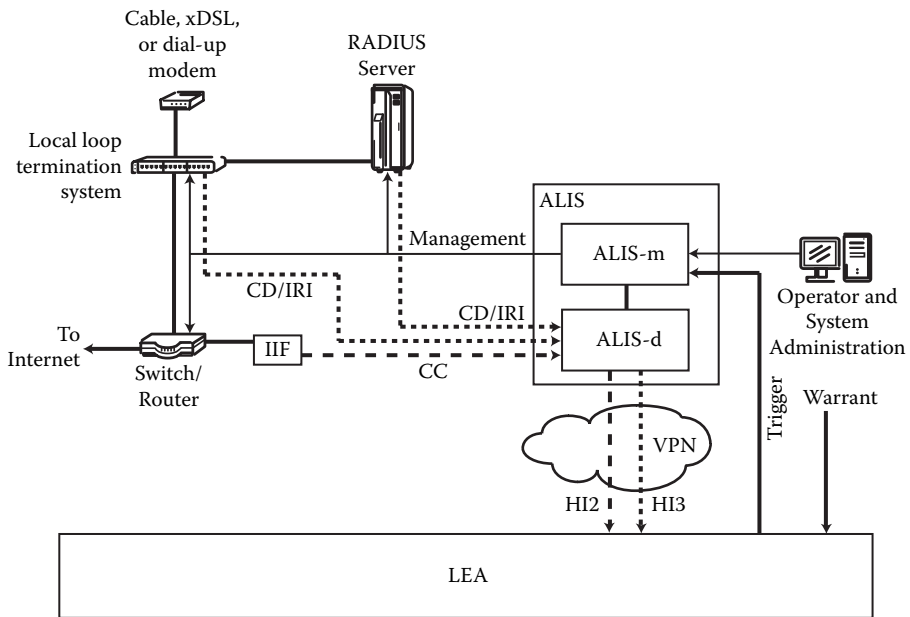 Cable, xDSL,
or dial-up
modem
RADIUS
Server
Local loop
termination
system
ALIS
Management
ALIS-m
CD/IRI
CD/IRI
ALIS-d
Operator and
System
Administration
To
Internet
IIF
CC
Switch/
Router
Trigger
Warrant
VPN
HI2
HI3
LEA